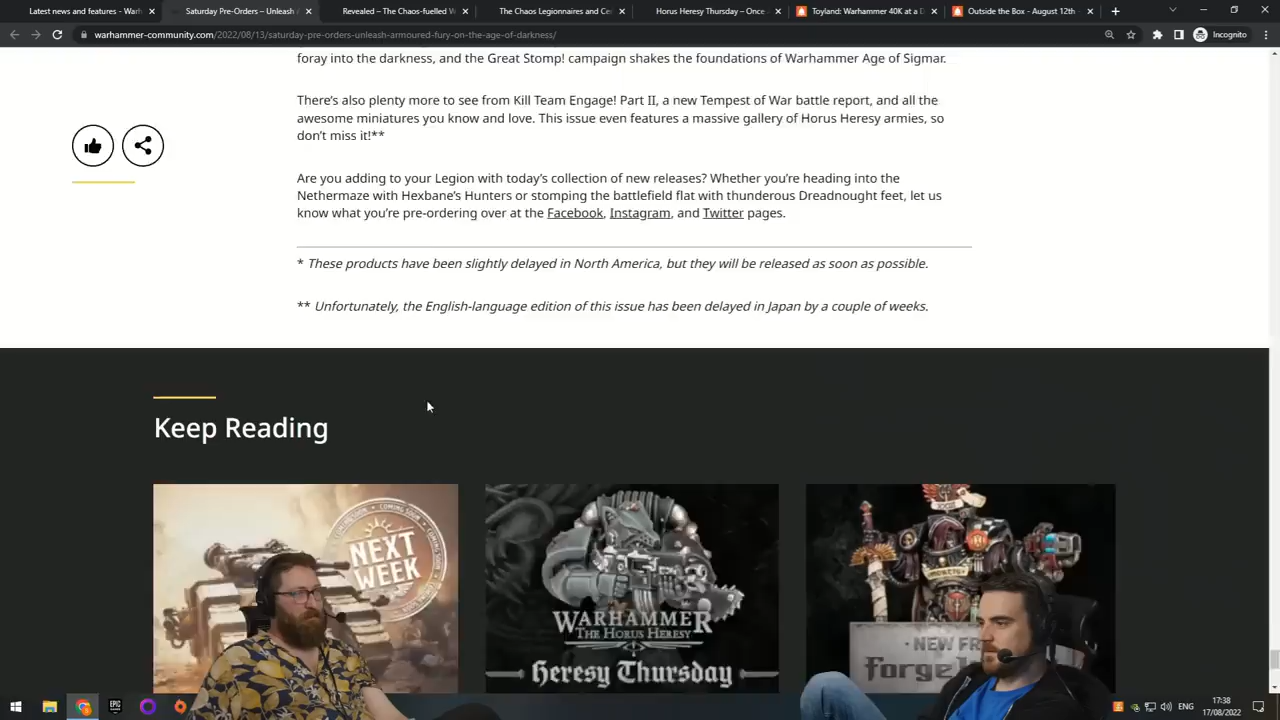 Latest news and features - Warh
Saturday Pre-Orders – Unleash
Revealed – The Chaos-fuelled W
The Chaos Legionnaires and Cer
Horus Heresy Thursday – Once
Toyland: Warhammer 40K at a D
Outside the Box - August 12th
warhammer-community.com/2022/08/13/saturday-pre-orders-unleash-armoured-fury-on-the-age-of-darkness/
Incognito
foray into the darkness, and the Great Stomp! campaign shakes the foundations of Warhammer Age of Sigmar.
There's also plenty more to see from Kill Team Engage! Part II, a new Tempest of War battle report, and all the
awesome miniatures you know and love. This issue even features a massive gallery of Horus Heresy armies, so
don't miss it!**
Are you adding to your Legion with today's collection of new releases? Whether you're heading into the
Nethermaze with Hexbane's Hunters or stomping the battlefield flat with thunderous Dreadnought feet, let us
know what you're pre-ordering over at the Facebook, Instagram, and Twitter pages.
* These products have been slightly delayed in North America, but they will be released as soon as possible.
** Unfortunately, the English-language edition of this issue has been delayed in Japan by a couple of weeks.
Keep Reading
COMING SOON
NEXT
WEEK
WARHAMMER
THE HORUS HERESY
Heresy Thursday
NEW FR
forge
EPIC
ENG
17:38
17/08/2022